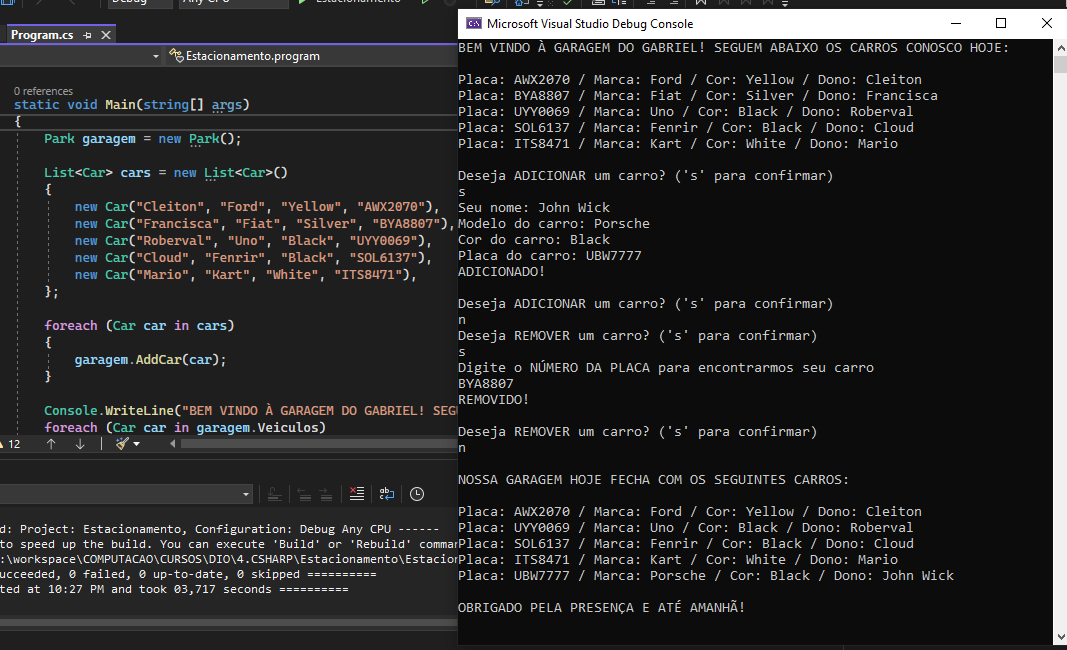 Debug
Any CPU
Estacionamento
Program.cs
Estacionamento.program
0 references
static void Main(string[] args)
{
Park garagem = new Park();
List<Car> cars = new List<Car>()
{
new Car("Cleiton", "Ford", "Yellow", "AWX2070"),
new Car("Francisca", "Fiat", "Silver", "BYA8807"),
new Car("Roberval", "Uno", "Black", "UYY0069"),
new Car("Cloud", "Fenrir", "Black", "SOL6137"),
new Car("Mario", "Kart", "White", "ITS8471"),
};
foreach (Car car in cars)
{
garagem.AddCar(car);
}
Console.WriteLine("BEM VINDO À GARAGEM DO GABRIEL! SEGU
foreach (Car car in garagem.Veiculos)
12
d: Project: Estacionamento, Configuration: Debug Any CPU ------
to speed up the build. You can execute 'Build' or 'Rebuild' comman
:\workspace\COMPUTACAO\CURSOS\DIO\4.CSHARP\Estacionamento\Estacion
ucceeded, 0 failed, 0 up-to-date, 0 skipped ==========
ted at 10:27 PM and took 03,717 seconds ==========
Microsoft Visual Studio Debug Console
BEM VINDO À GARAGEM DO GABRIEL! SEGUEM ABAIXO OS CARROS CONOSCO HOJE:
Placa: AWX2070 / Marca: Ford / Cor: Yellow / Dono: Cleiton
Placa: BYA8807 / Marca: Fiat / Cor: Silver / Dono: Francisca
Placa: UYY0069 / Marca: Uno / Cor: Black / Dono: Roberval
Placa: SOL6137 / Marca: Fenrir / Cor: Black / Dono: Cloud
Placa: ITS8471 / Marca: Kart / Cor: White / Dono: Mario
Deseja ADICIONAR um carro? ('s' para confirmar)
s
Seu nome: John Wick
Modelo do carro: Porsche
Cor do carro: Black
Placa do carro: UBW7777
ADICIONADO!
Deseja ADICIONAR um carro? ('s' para confirmar)
n
Deseja REMOVER um carro? ('s' para confirmar)
s
Digite o NÚMERO DA PLACA para encontrarmos seu carro
BYA8807
REMOVIDO!
Deseja REMOVER um carro? ('s' para confirmar)
n
NOSSA GARAGEM HOJE FECHA COM OS SEGUINTES CARROS:
Placa: AWX2070 / Marca: Ford / Cor: Yellow / Dono: Cleiton
Placa: UYY0069 / Marca: Uno / Cor: Black / Dono: Roberval
Placa: SOL6137 / Marca: Fenrir / Cor: Black / Dono: Cloud
Placa: ITS8471 / Marca: Kart / Cor: White / Dono: Mario
Placa: UBW7777 / Marca: Porsche / Cor: Black / Dono: John Wick
OBRIGADO PELA PRESENÇA E ATÉ AMANHÃ!